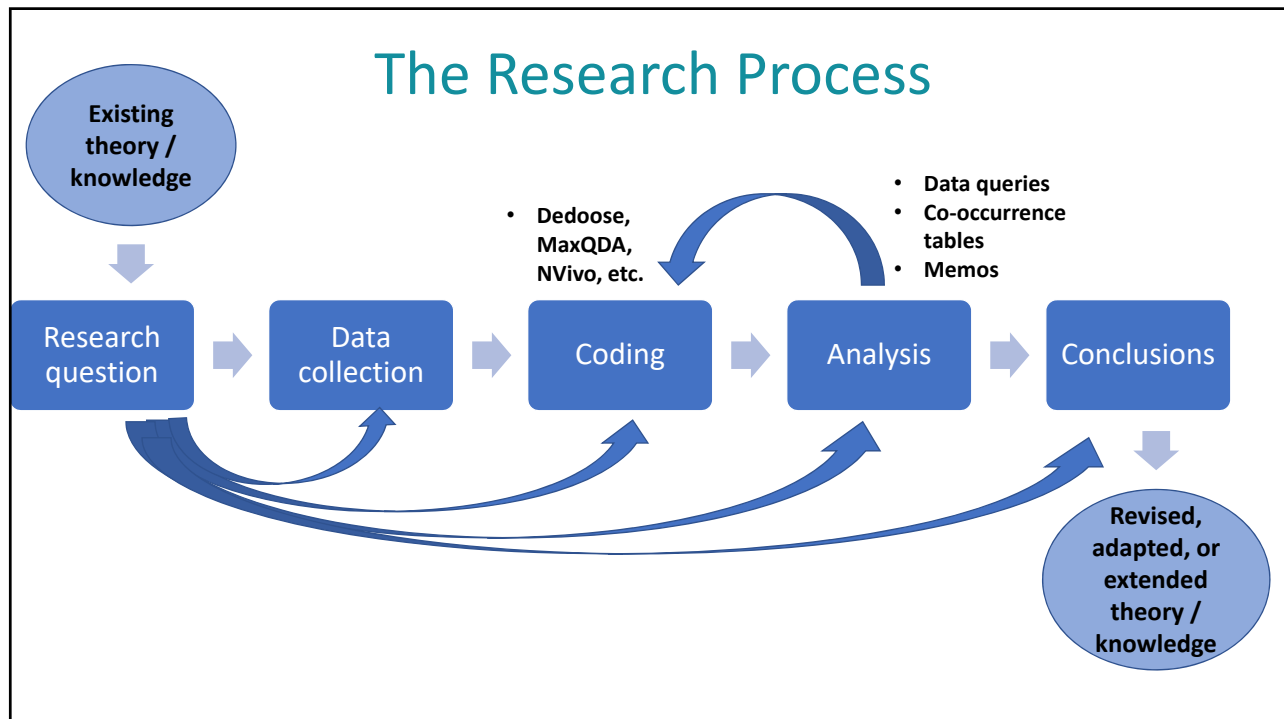 The Research Process
Existing
theory /
knowledge
• Dedoose,
MaxQDA,
NVivo, etc.
• Data queries
• Co-occurrence
tables
• Memos
Research
question
Data
collection
Coding
Analysis
Conclusions
Revised,
adapted, or
extended
theory /
knowledge